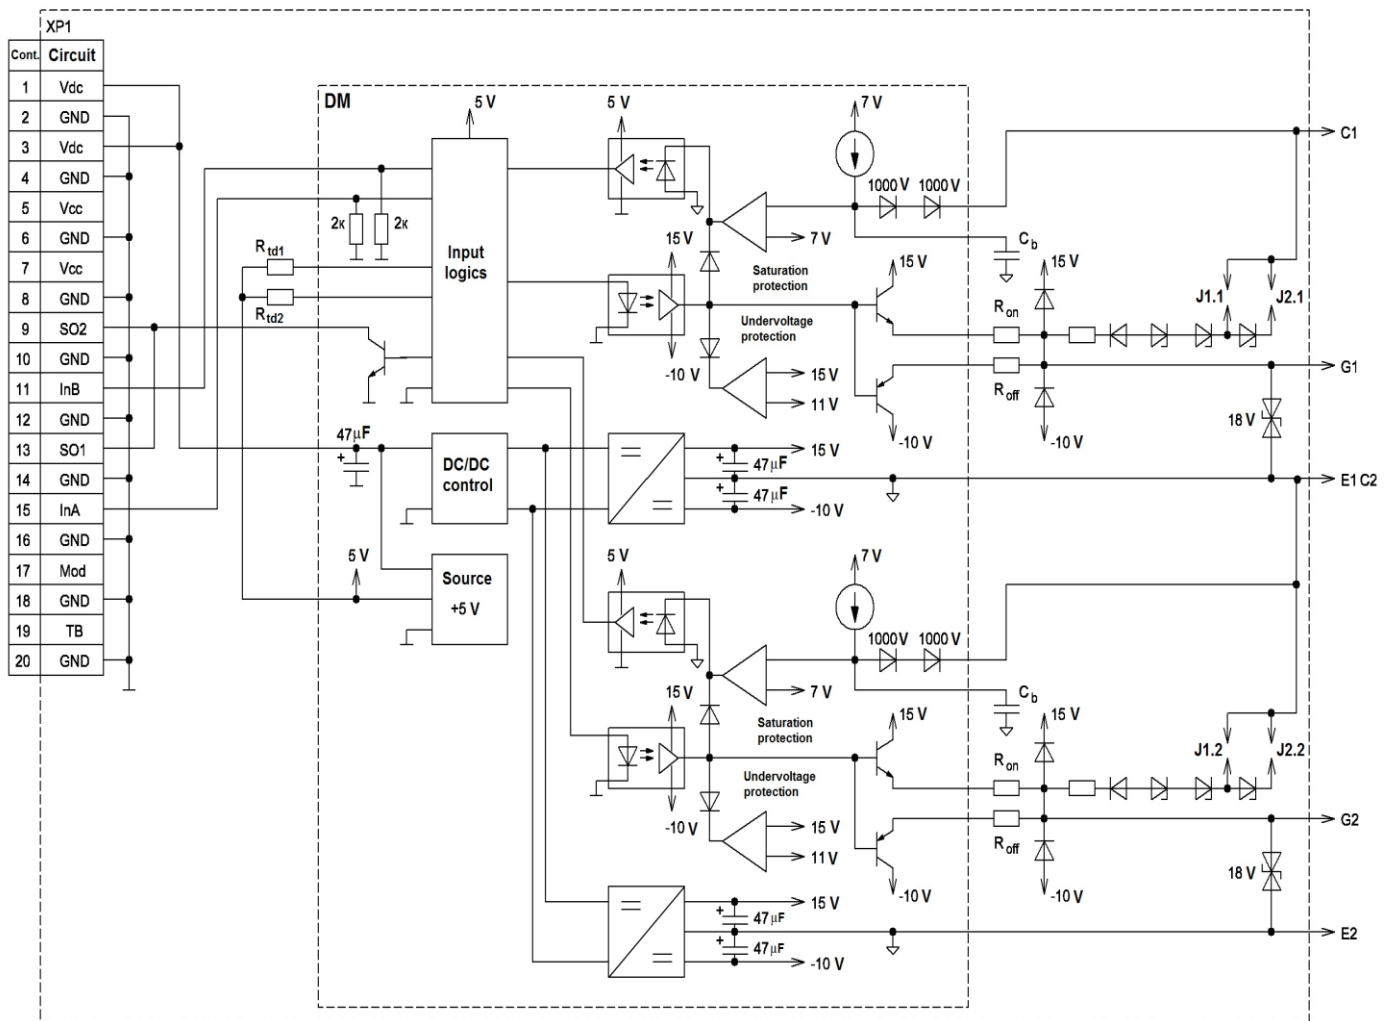 XP1
Cont. Circuit
1 Vdc
2 GND
3 Vdc
4 GND
5 Vcc
6 GND
7 Vcc
8 GND
9 SO2
10 GND
11 InB
12 GND
13 SO1
14 GND
15 InA
16 GND
17 Mod
18 GND
19 TB
20 GND
DM
5 V
5 V
7 V
C1
1000 V 1000 V
2к 2к
Input
logics
15 V
7 V
Cb
15 V
15 V
Rtd1
Rtd2
Saturation
protection
Undervoltage
protection
Ron
J1.1
J2.1
-10 V
15 V
11 V
Roff
G1
-10 V
-10 V
18 V
47µF
DC/DC
control
15 V
47µF
47µF
-10 V
E1 C2
5 V
Source
+5 V
5 V
7 V
1000 V 1000 V
15 V
7 V
Cb
15 V
15 V
Saturation
protection
Undervoltage
protection
Ron
J1.2
J2.2
-10 V
15 V
11 V
Roff
G2
-10 V
-10 V
18 V
15 V
47µF
47µF
-10 V
E2